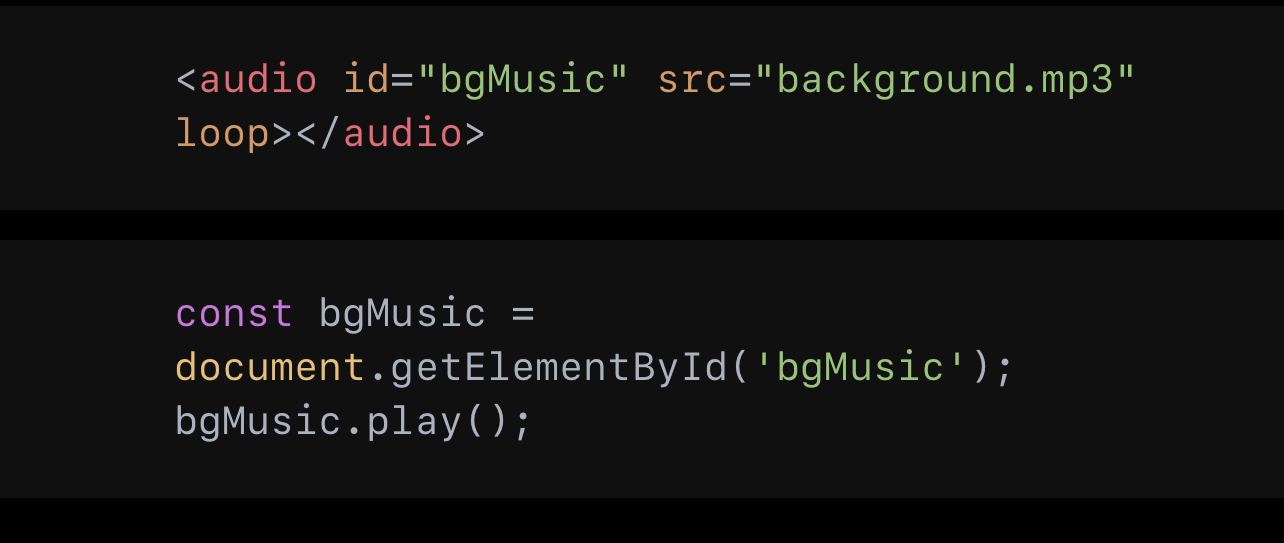 <audio id="bgMusic" src="background.mp3"
loop></audio>
const bgMusic =
document.getElementById('bgMusic');
bgMusic.play();